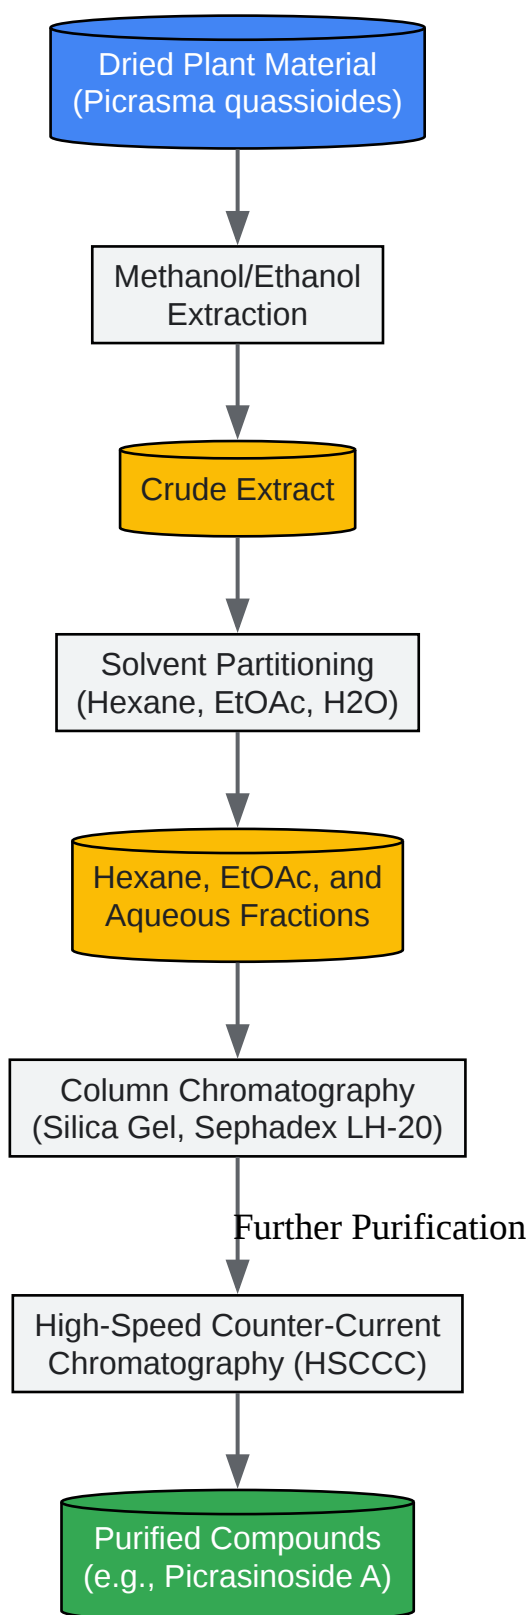 Dried Plant Material
(Picrasma quassioides)
Methanol/Ethanol
Extraction
Crude Extract
Solvent Partitioning
(Hexane, EtOAc, H2O)
Hexane, EtOAc, and
Aqueous Fractions
Column Chromatography
(Silica Gel, Sephadex LH-20)
Further Purification
High-Speed Counter-Current
Chromatography (HSCCC)
Purified Compounds
(e.g., Picrasinoside A)